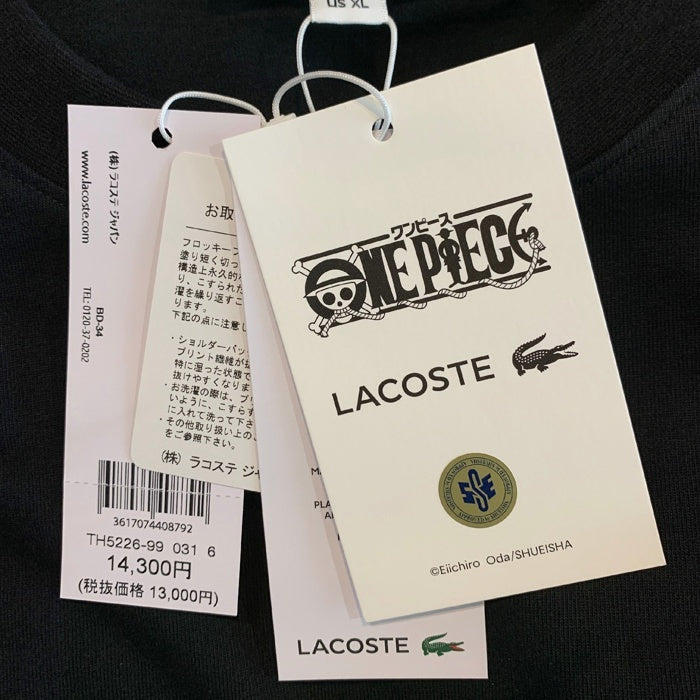 US XL
(株) ラコステ ジャパン
www.lacoste.com
BD-34
TEL: 0120-37-0202
3617074408792
TH5226-99 031 6
14,300円
(税抜価格 13,000円)
お取
フロッキープ
塗り短く切っ
構造上永久的な
り、こすられた
濯を繰り返すこ
ります。
下記の点に注意し
・ショルダーバッ
プリント繊維が抜
特に湿った状態で
抜けやすくなりま
・お洗濯の際は、プリ
いように、こすらず
に入れて洗って下さ
・その他取り扱い上の
をご参照下さい。
(株) ラコステ ジャ
ワンピース
ONE PIECE
LACOSTE
©Eiichiro Oda/SHUEISHA
LACOSTE